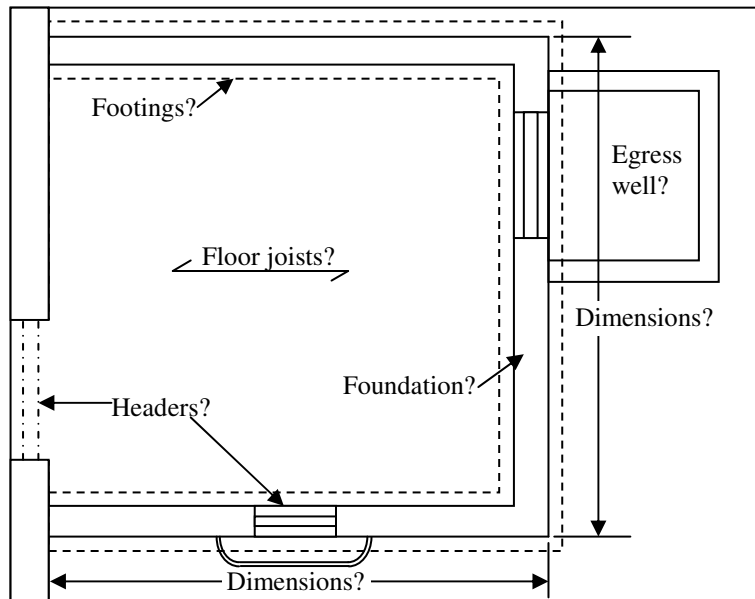 Footings?
Egress
well?
Floor joists?
Dimensions?
Foundation?
Headers?
Dimensions?